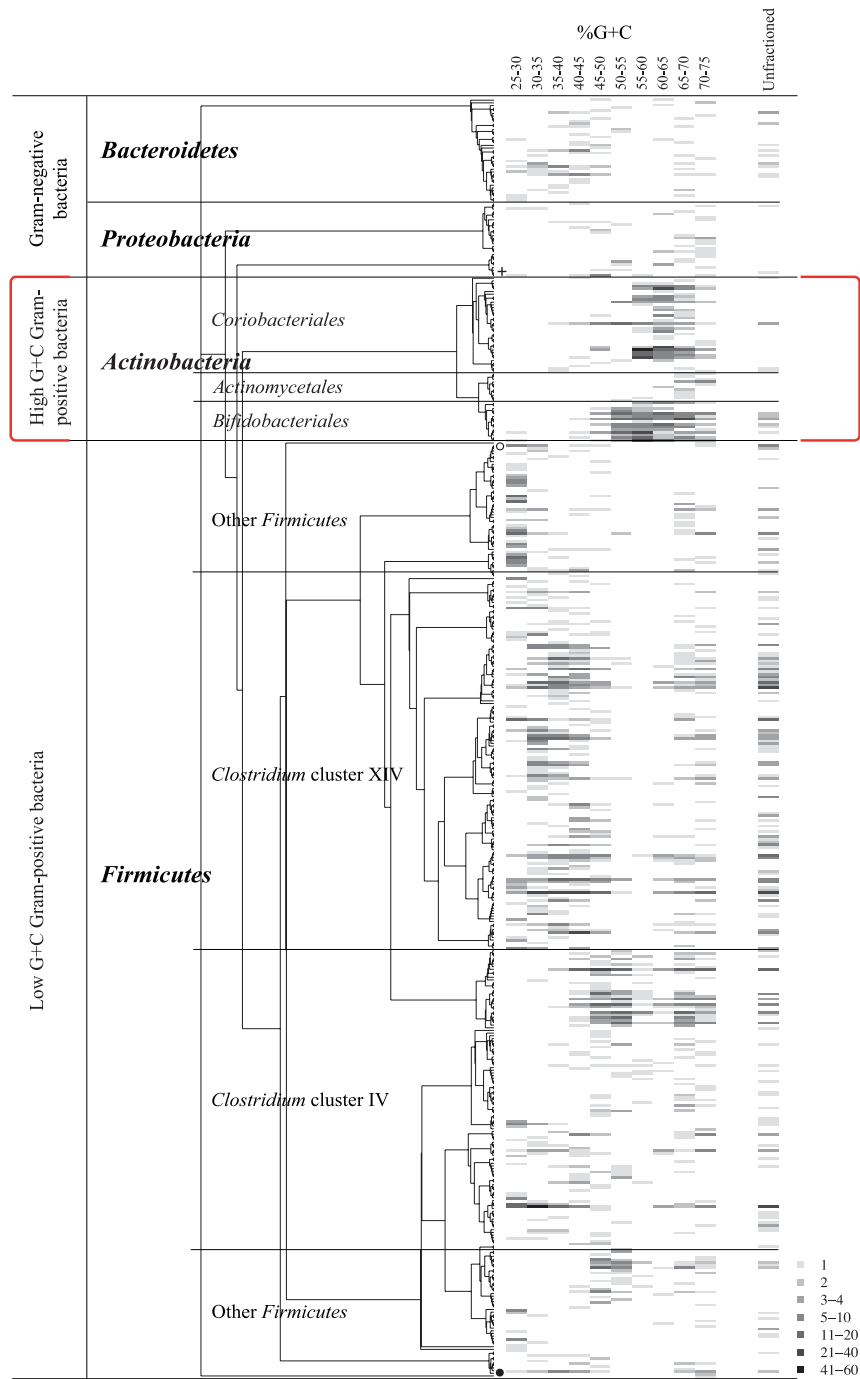 %G+C
25-30
30-35
35-40
40-45
45-50
50-55
55-60
60-65
65-70
70-75
Unfractioned
Gram-negative
bacteria
Bacteroidetes
Proteobacteria
+
High G+C Gram-
positive bacteria
Coriobacteriales
Actinobacteria
Actinomycetales
Bifidobacteriales
Other Firmicutes
Low G+C Gram-positive bacteria
Clostridium cluster XIV
Firmicutes
Clostridium cluster IV
Other Firmicutes
1
2
3–4
5–10
11–20
21–40
41–60